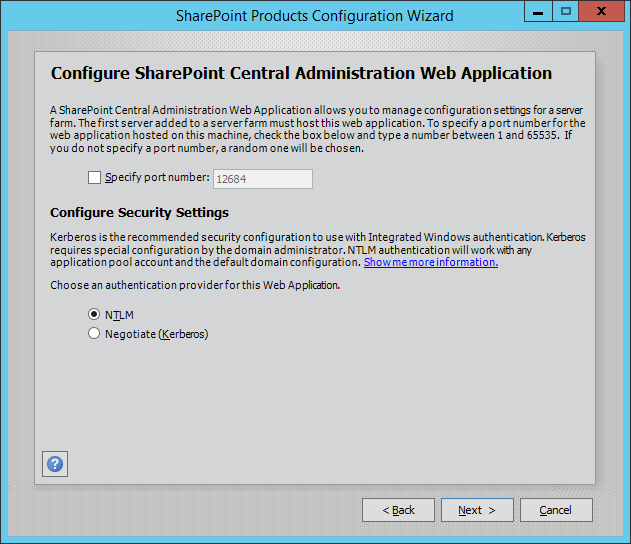 SharePoint Products Configuration Wizard
Configure SharePoint Central Administration Web Application
A SharePoint Central Administration Web Application allows you to manage configuration settings for a server
farm. The first server added to a server farm must host this web application. To specify a port number for the
web application hosted on this machine, check the box below and type a number between 1 and 65535. If
you do not specify a port number, a random one will be chosen.
Specify port number: 12684
Configure Security Settings
Kerberos is the recommended security configuration to use with Integrated Windows authentication. Kerberos
requires special configuration by the domain administrator. NTLM authentication will work with any
application pool account and the default domain configuration. Show me more information.
Choose an authentication provider for this Web Application.
NTLM
Negotiate (Kerberos)
?
< Back Next > Cancel